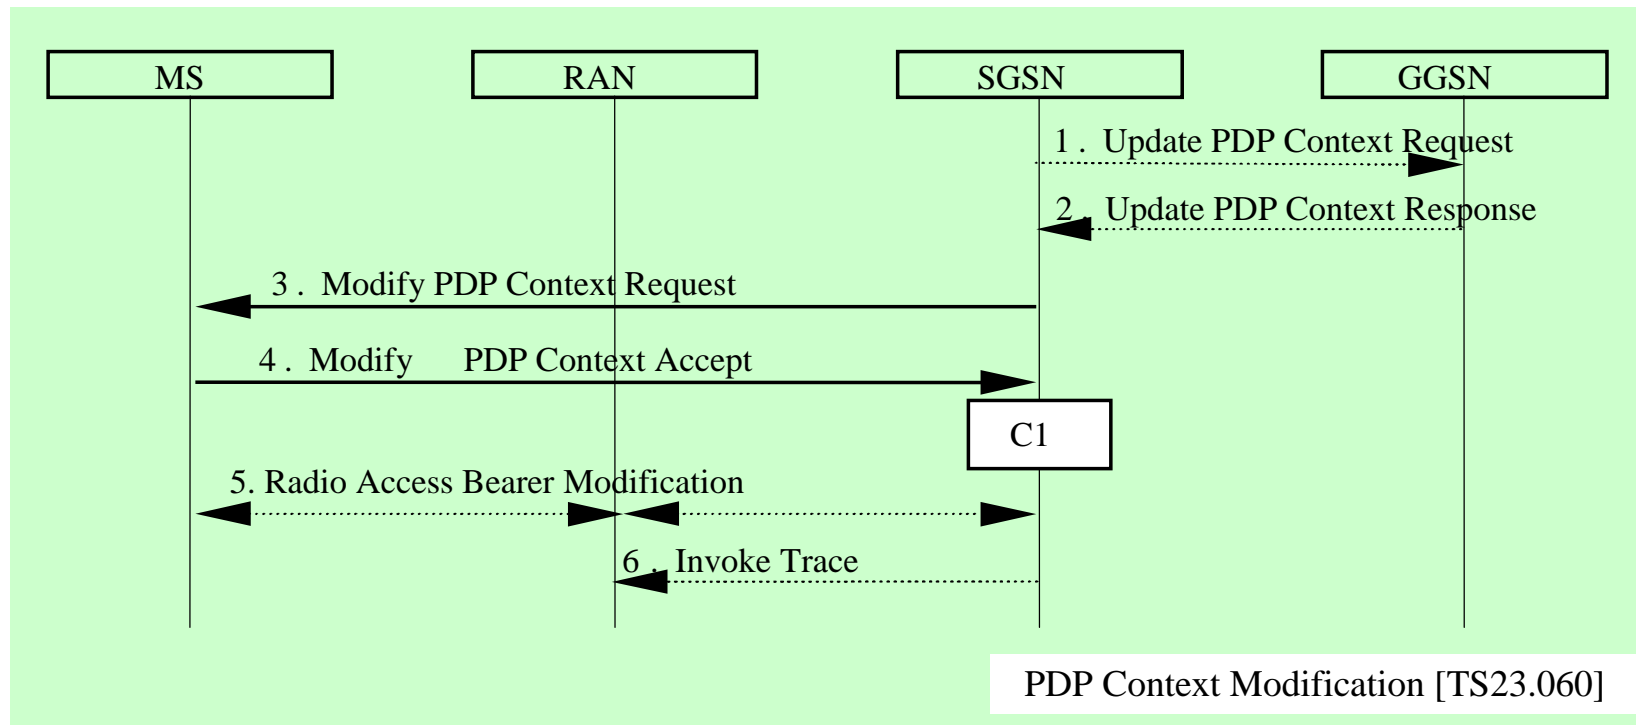 MS RAN SGSN GGSN
1 . Update PDP Context Request
2 . Update PDP Context Response
3 . Modify PDP Context Request
4 . Modify PDP Context Accept
C1
5. Radio Access Bearer Modification
6 . Invoke Trace
PDP Context Modification [TS23.060]